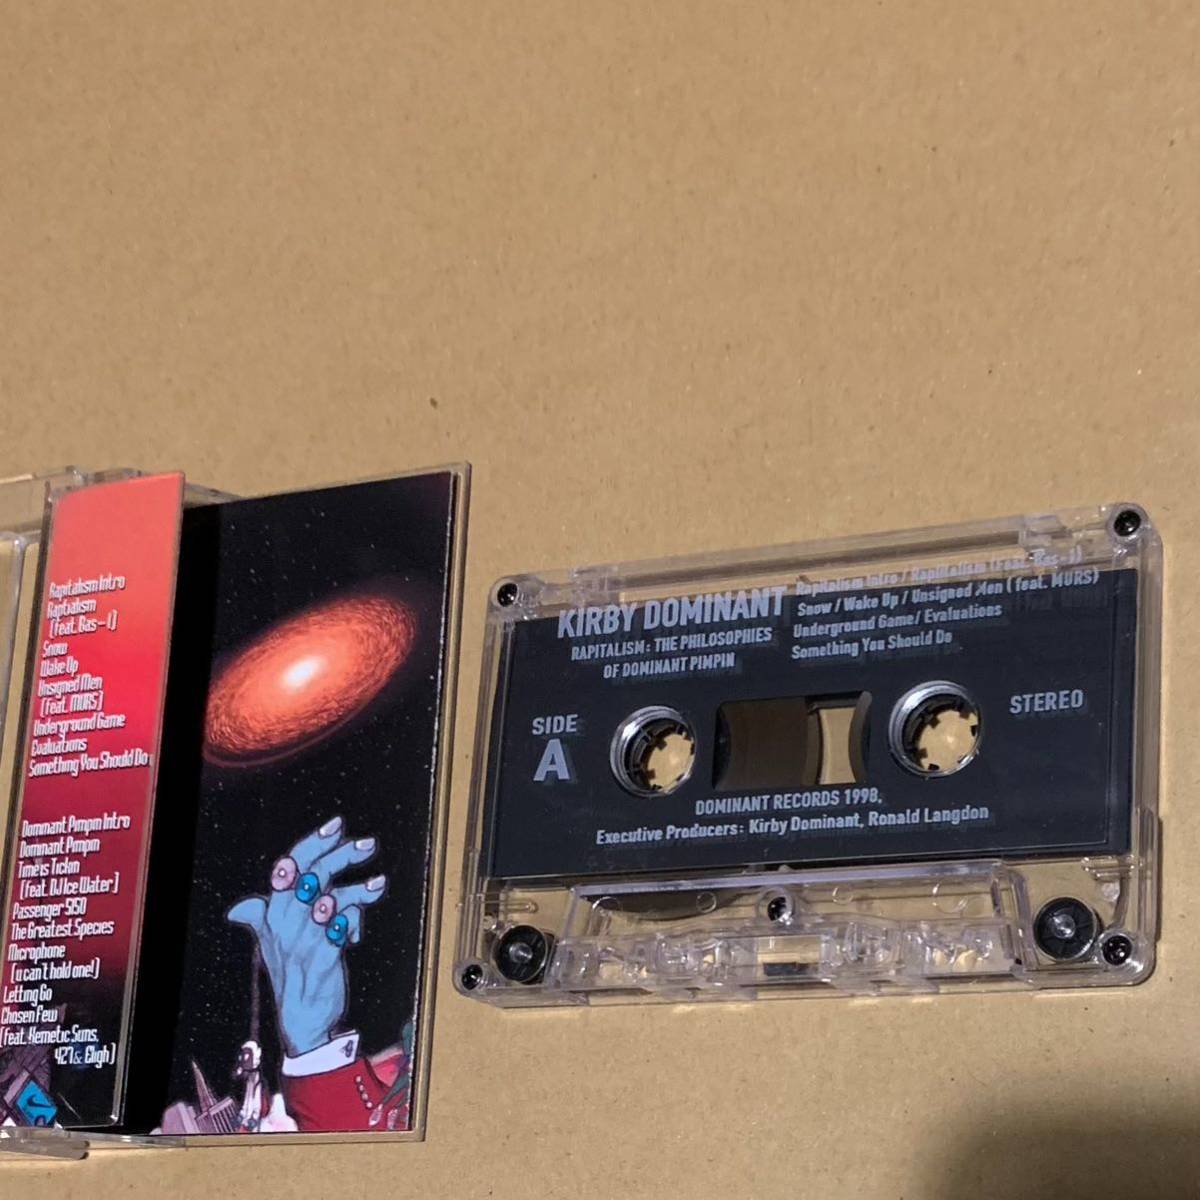 Rapitalism Intro
Raptialism
(feat. Bas-1)
Snow
Wake Up
Unsigned Men
(feat. MURS)
Underground Game
Evaluations
Something You Should Do
Dominant Pimpin Intro
Dominant Pimpin
Time is Tickin
(feat. DJ Ice Water)
Passenger 5150
The Greatest Species
Microphone
(u can't hold one!)
Letting Go
Chosen Few
(feat. Kemetic Suns,
427 & Eligh)
KIRBY DOMINANT
RAPITALISM: THE PHILOSOPHIES
OF DOMINANT PIMPIN
Rapitalism Intro / Rapitalism (Feat. Bas-1)
Snow / Wake Up / Unsigned Men ( feat. MURS)
Underground Game/ Evaluations
Something You Should Do
SIDE
A
STEREO
DOMINANT RECORDS 1998,
Executive Producers: Kirby Dominant, Ronald Langdon